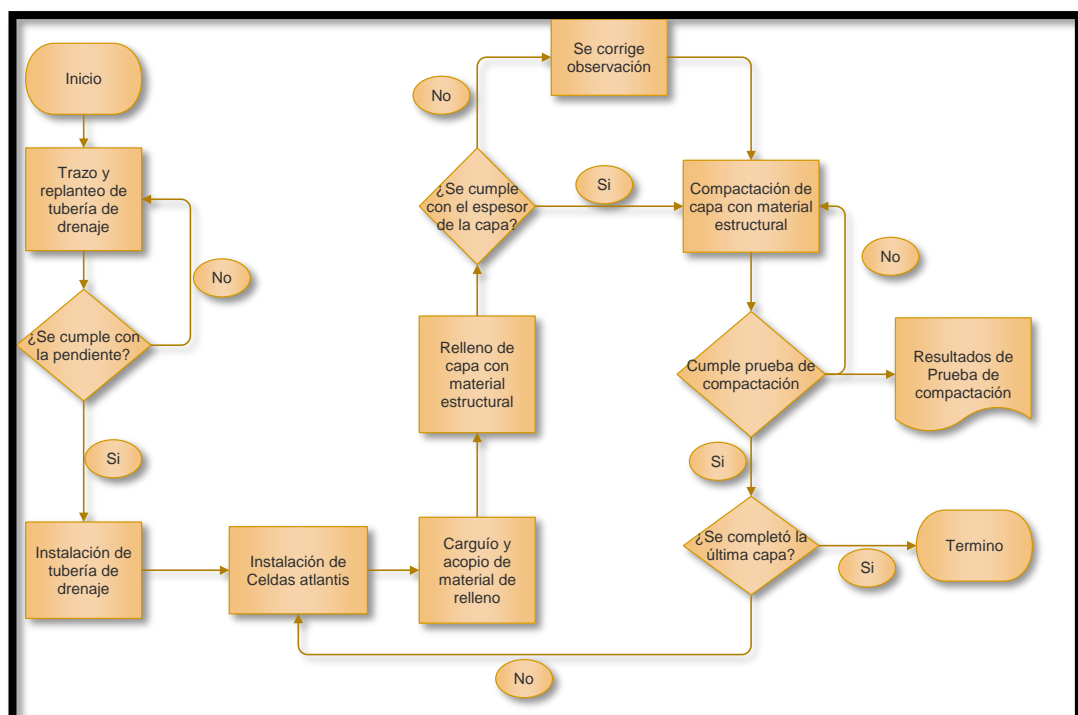 Inicio
Trazo y
replanteo de
tubería de
drenaje
No
¿Se cumple con
la pendiente?
Si
Instalación de
tubería de
drenaje
Instalación de
Celdas atlantis
Carguío y
acopio de
material de
relleno
Relleno de
capa con
material
estructural
¿Se cumple
con el espesor
de la capa?
No
Se corrige
observación
Si
Compactación de
capa con material
estructural
No
Cumple prueba de
compactación
Resultados de
Prueba de
compactación
Si
¿Se completó la
última capa?
Si
Termino
No